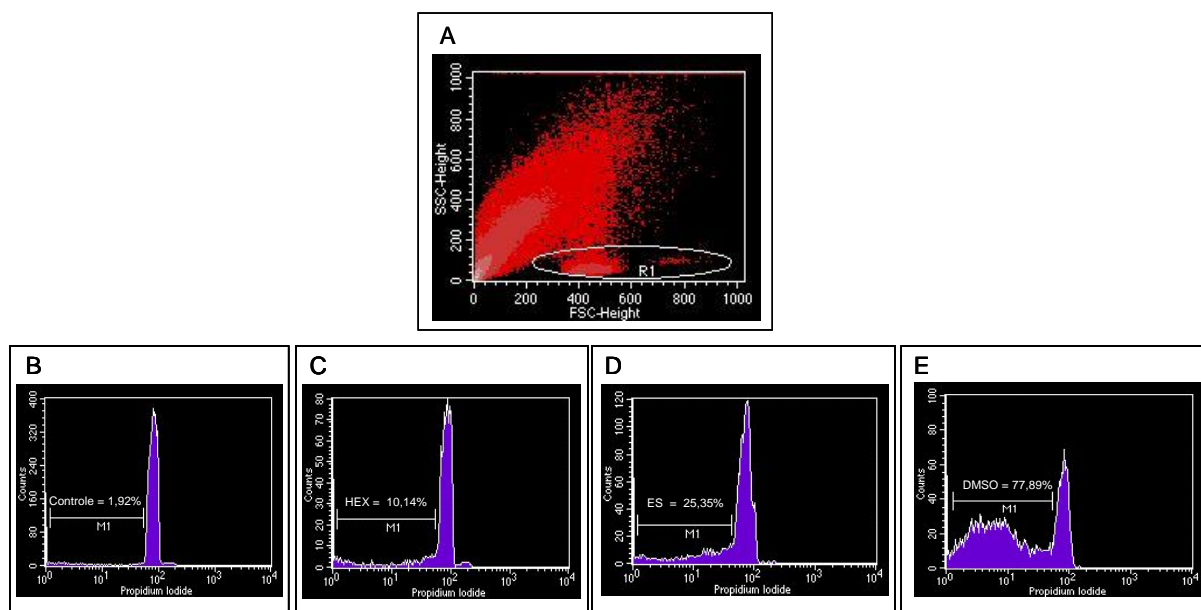 A
1000
800
600
400
200
0
SSC-Height
R1
0 200 400 600 800 1000
FSC-Height
B
400
320
240
160
80
0
Counts
Controle = 1,92%
M1
10^0 10^1 10^2 10^3 10^4
Propidium Iodide
C
80
70
60
50
40
30
20
10
0
Counts
HEX = 10,14%
M1
10^0 10^1 10^2 10^3 10^4
Propidium Iodide
D
120
100
80
60
40
20
0
Counts
ES = 25,35%
M1
10^0 10^1 10^2 10^3 10^4
Propidium Iodide
E
100
80
60
40
20
0
Counts
DMSO = 77,89%
M1
10^0 10^1 10^2 10^3 10^4
Propidium Iodide